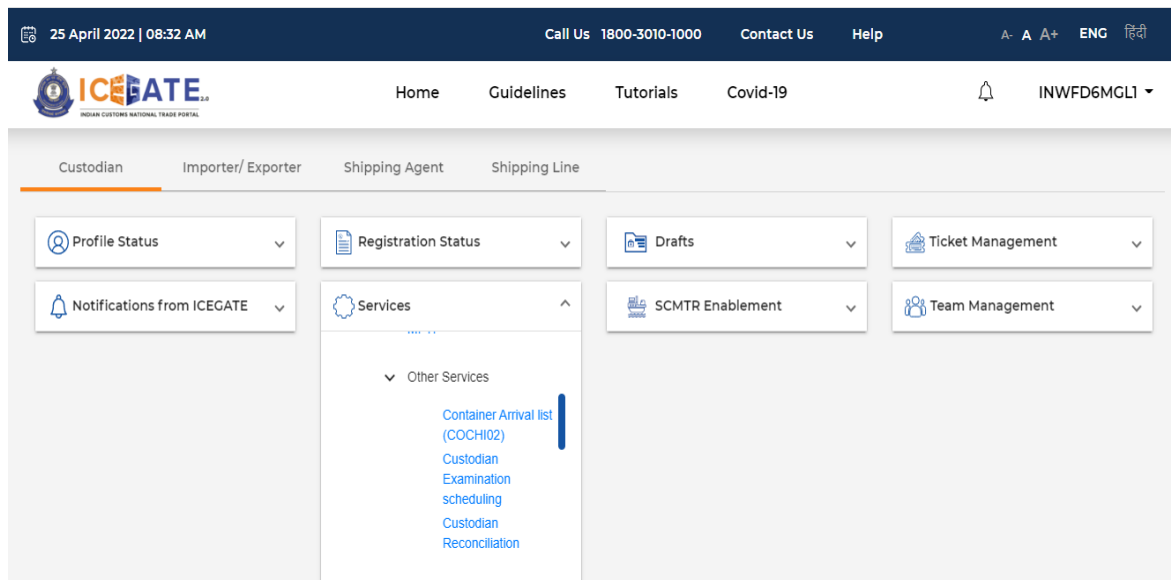 25 April 2022 | 08:32 AM
Call Us 1800-3010-1000
Contact Us
Help
A- A A+
ENG
हिंदी
ICEGATE 2.0
INDIAN CUSTOMS NATIONAL TRADE PORTAL
Home
Guidelines
Tutorials
Covid-19
INWFD6MGL1
Custodian
Importer/ Exporter
Shipping Agent
Shipping Line
Profile Status
Registration Status
Drafts
Ticket Management
Notifications from ICEGATE
Services
SCMTR Enablement
Team Management
Other Services
Container Arrival list
(COCHI02)
Custodian
Examination
scheduling
Custodian
Reconciliation